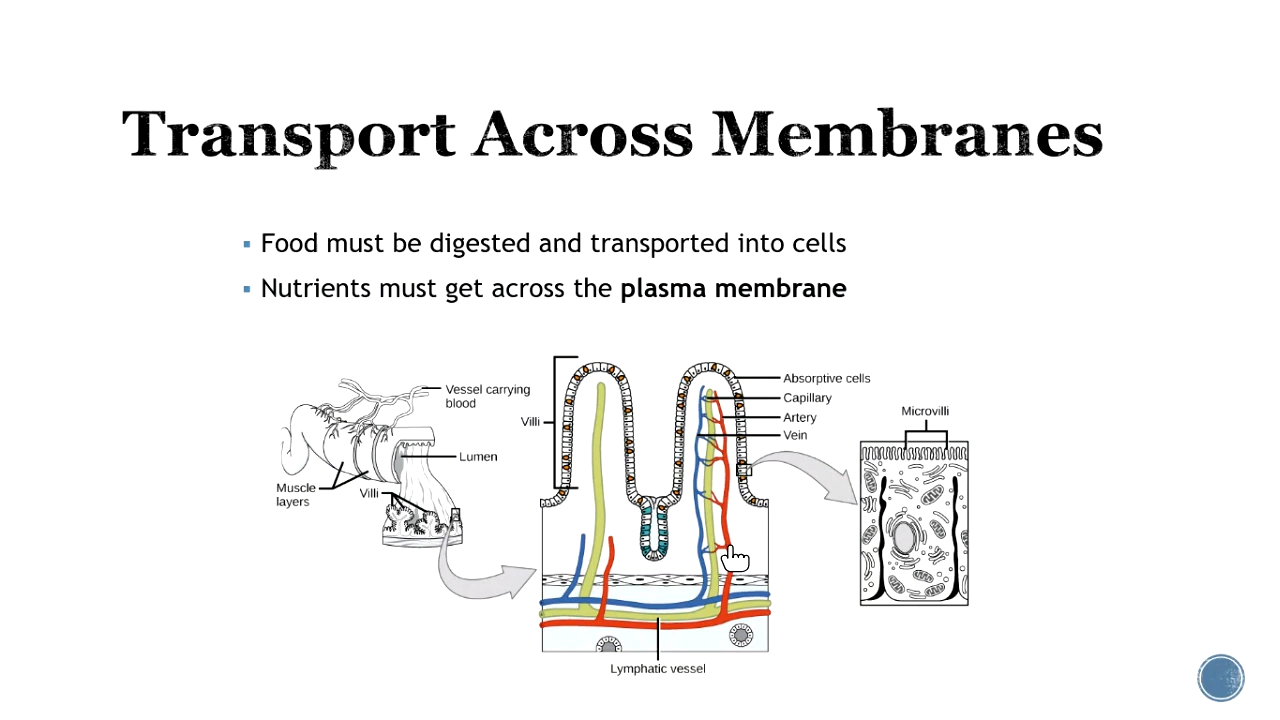 Transport Across Membranes
Food must be digested and transported into cells
Nutrients must get across the plasma membrane
Vessel carrying
blood
Lumen
Muscle
layers
Villi
Villi
Absorptive cells
Capillary
Artery
Vein
Lymphatic vessel
Microvilli